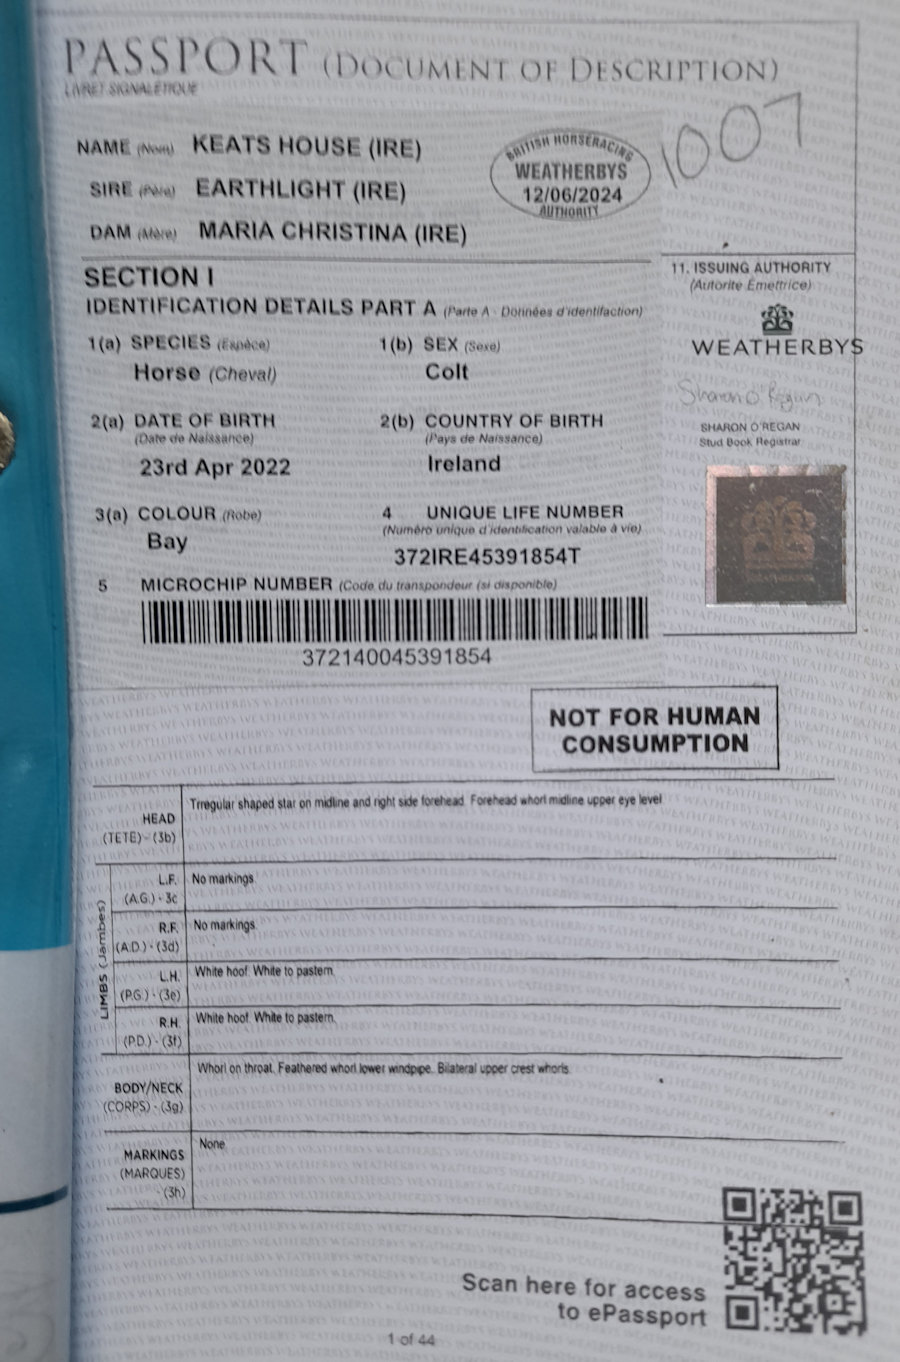 PASSPORT (DOCUMENT OF DESCRIPTION)
LIVRET SIGNALÉTIQUE
1007
NAME (Nom) KEATS HOUSE (IRE)
SIRE (Père) EARTHLIGHT (IRE)
DAM (Mère) MARIA CHRISTINA (IRE)
BRITISH HORSERACING
WEATHERBYS
12/06/2024
AUTHORITY
SECTION I
IDENTIFICATION DETAILS PART A (Parte A - Données d'identifaction)
1(a) SPECIES (Espèce)
Horse (Cheval)
1(b) SEX (Sexe)
Colt
2(a) DATE OF BIRTH
(Date de Naissance)
23rd Apr 2022
2(b) COUNTRY OF BIRTH
(Pays de Naissance)
Ireland
3(a) COLOUR (Robe)
Bay
4 UNIQUE LIFE NUMBER
(Numéro unique d'identification valable à vie)
372IRE45391854T
5 MICROCHIP NUMBER (Code du transpondeur (si disponible)
372140045391854
11. ISSUING AUTHORITY
(Autorité Émettrice)
WEATHERBYS
Sharon O'Regan
SHARON O'REGAN
Stud Book Registrar
NOT FOR HUMAN
CONSUMPTION
HEAD
(TETE) - (3b)
Trregular shaped star on midline and right side forehead. Forehead whorl midline upper eye level
LIMBS (Jambes)
L.F.
(A.G.) - 3c
No markings.
R.F.
(A.D.) - (3d)
No markings.
L.H.
(P.G.) - (3e)
White hoof. White to pastern.
R.H.
(P.D.) - (3f)
White hoof. White to pastern.
BODY/NECK
(CORPS) - (3g)
Whorl on throat. Feathered whorl lower windpipe. Bilateral upper crest whorls.
MARKINGS
(MARQUES)
(3h)
None
Scan here for access
to ePassport
1 of 44